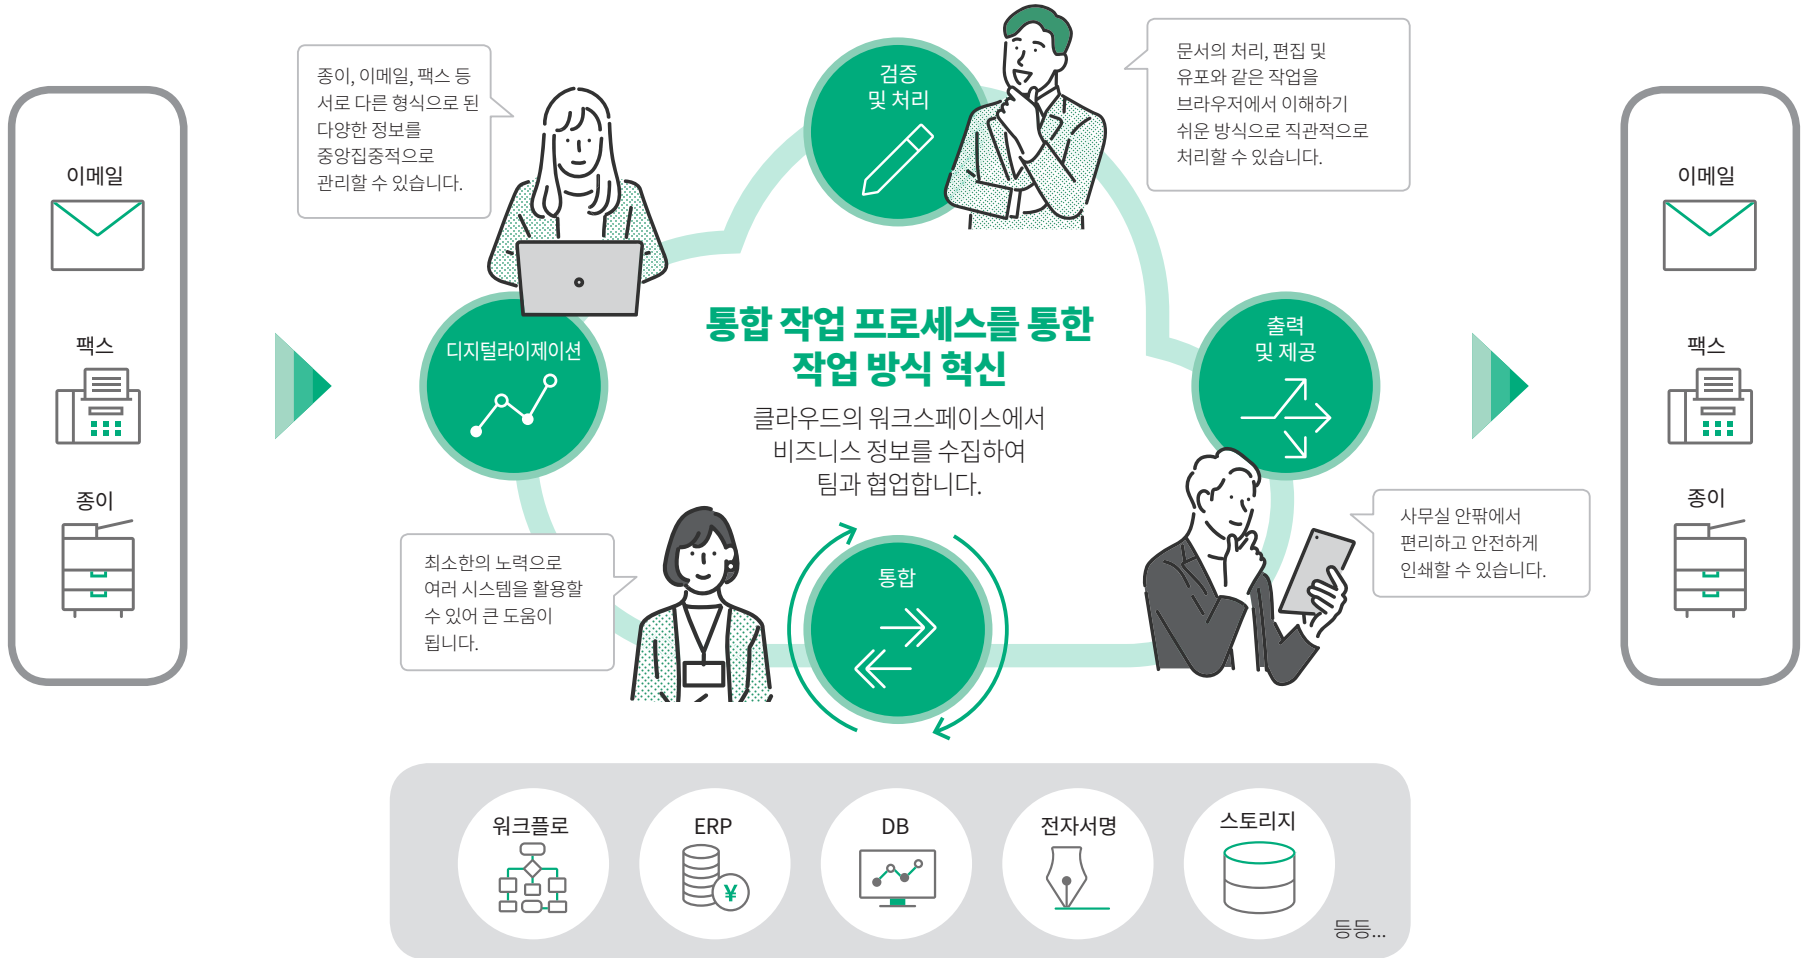 이메일
팩스
종이
종이, 이메일, 팩스 등
서로 다른 형식으로 된
다양한 정보를
중앙집중적으로
관리할 수 있습니다.
검증
및 처리
문서의 처리, 편집 및
유포와 같은 작업을
브라우저에서 이해하기
쉬운 방식으로 직관적으로
처리할 수 있습니다.
디지털라이제이션
통합 작업 프로세스를 통한
작업 방식 혁신
클라우드의 워크스페이스에서
비즈니스 정보를 수집하여
팀과 협업합니다.
출력
및 제공
최소한의 노력으로
여러 시스템을 활용할
수 있어 큰 도움이
됩니다.
통합
사무실 안팎에서
편리하고 안전하게
인쇄할 수 있습니다.
이메일
팩스
종이
워크플로
ERP
¥
DB
전자서명
스토리지
등등...